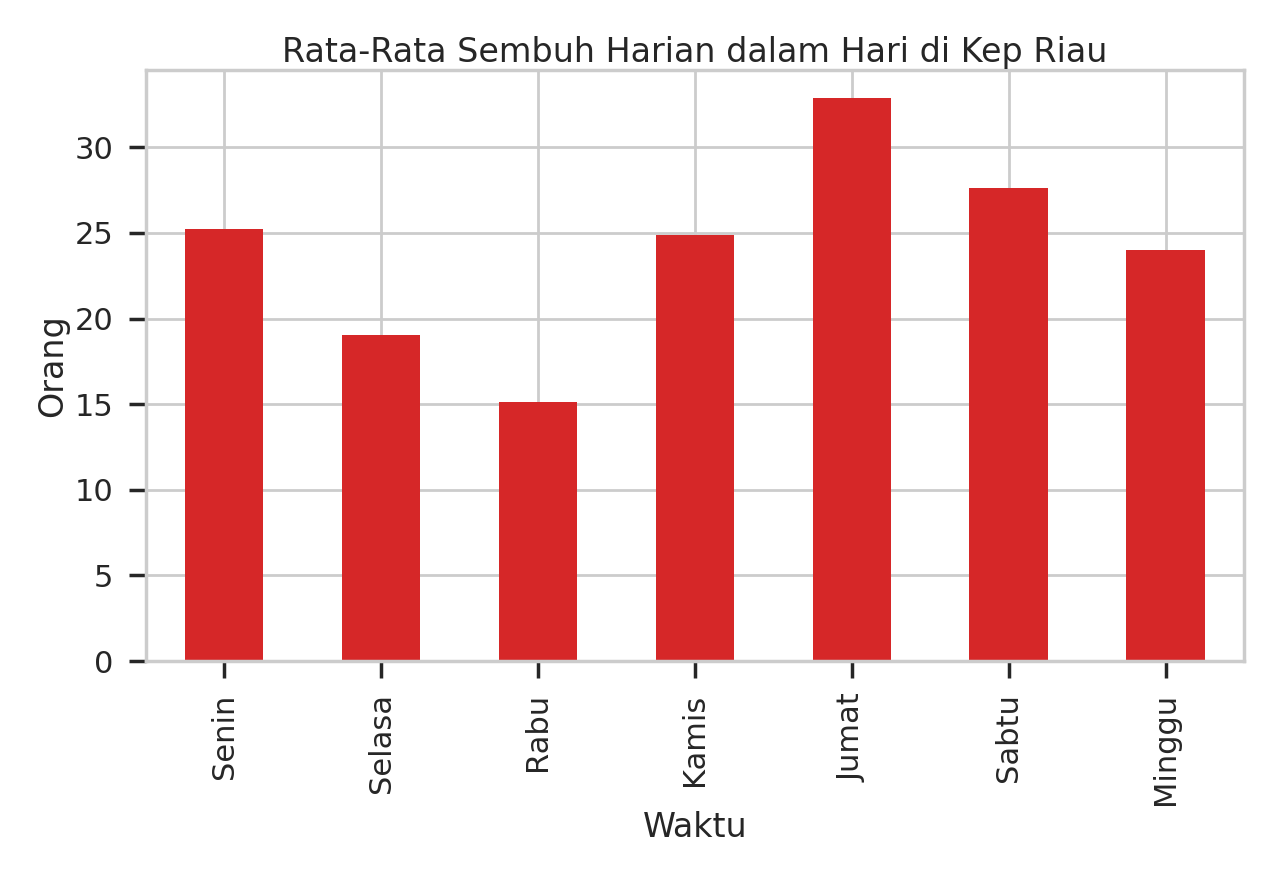 Rata-Rata Sembuh Harian dalam Hari di Kep Riau
Orang
30
25
20
15
10
5
0
Senin
Selasa
Rabu
Kamis
Jumat
Sabtu
Minggu
Waktu